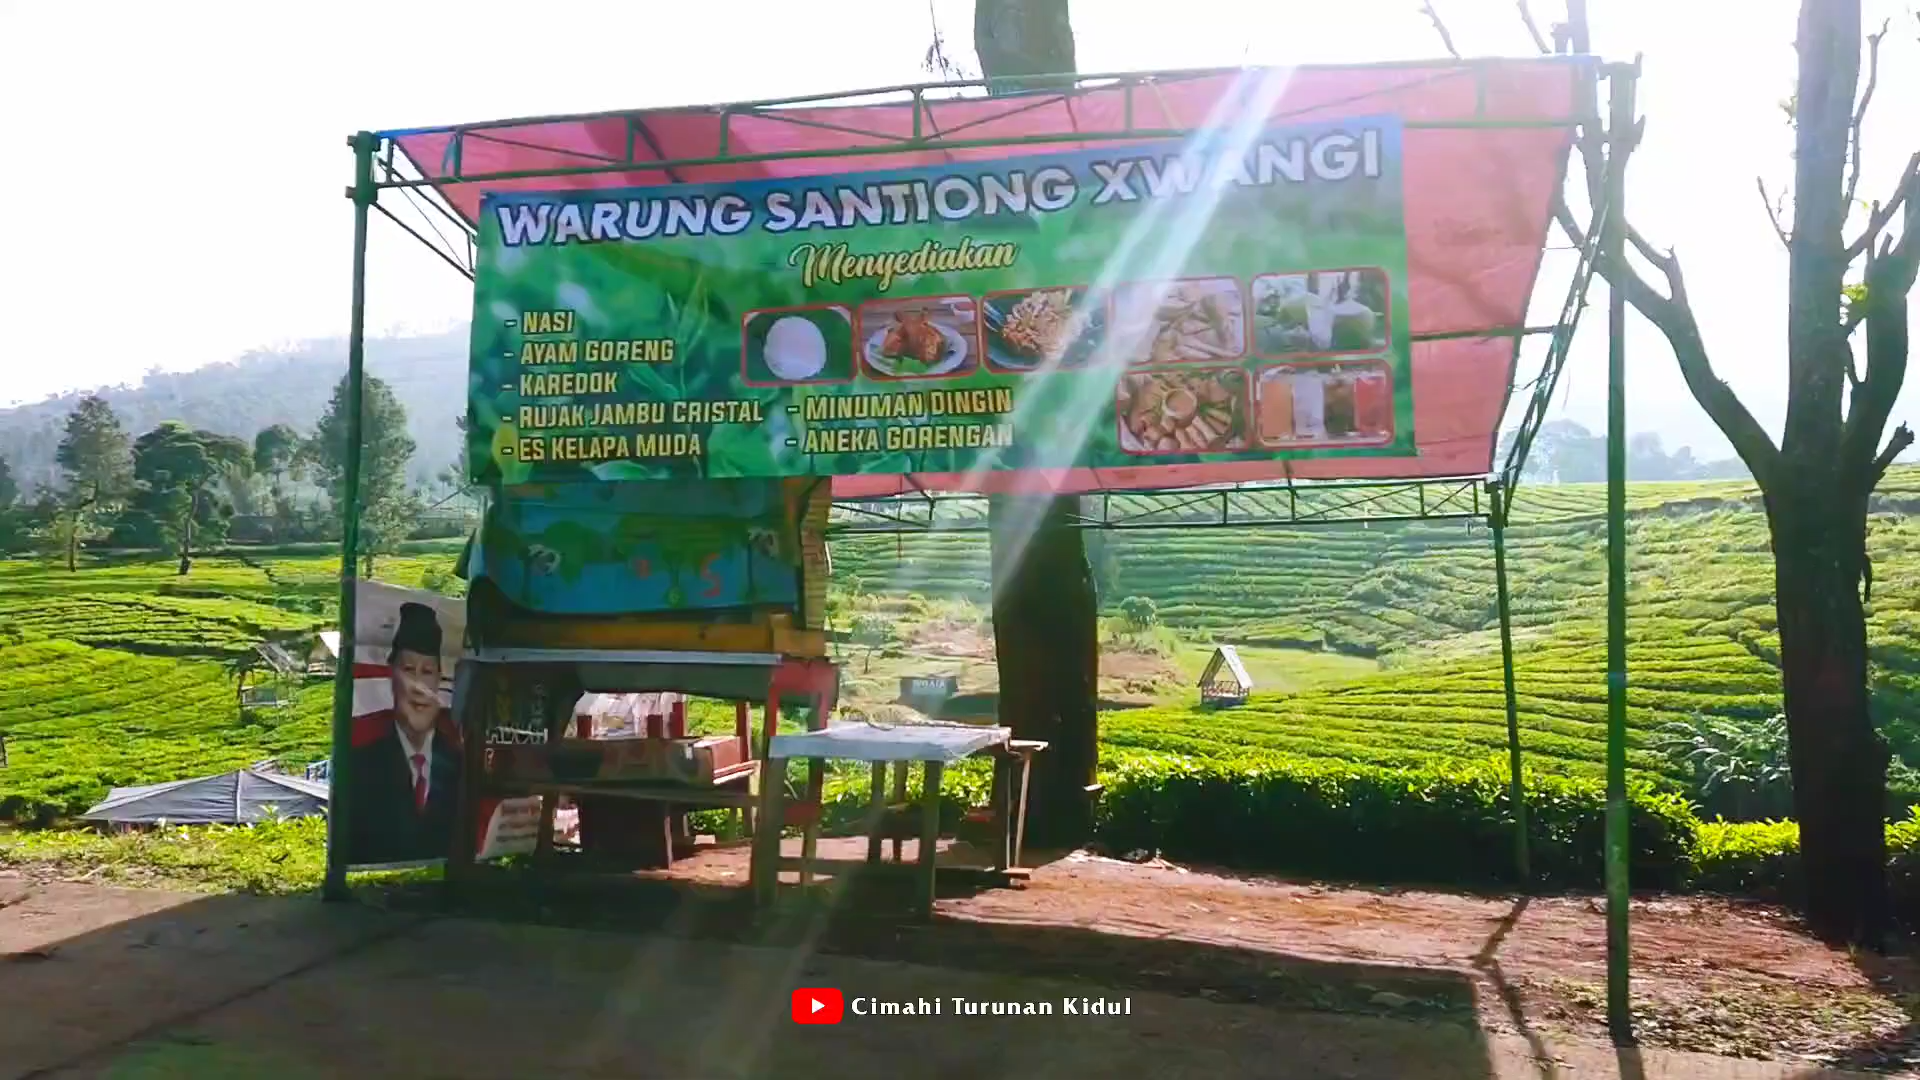 WARUNG SANTIONG XWANGI
Menyediakan
- NASI
- AYAM GORENG
- KAREDOK
- RUJAK JAMBU CRISTAL
- ES KELAPA MUDA
- MINUMAN DINGIN
- ANEKA GORENGAN
Cimahi Turunan Kidul